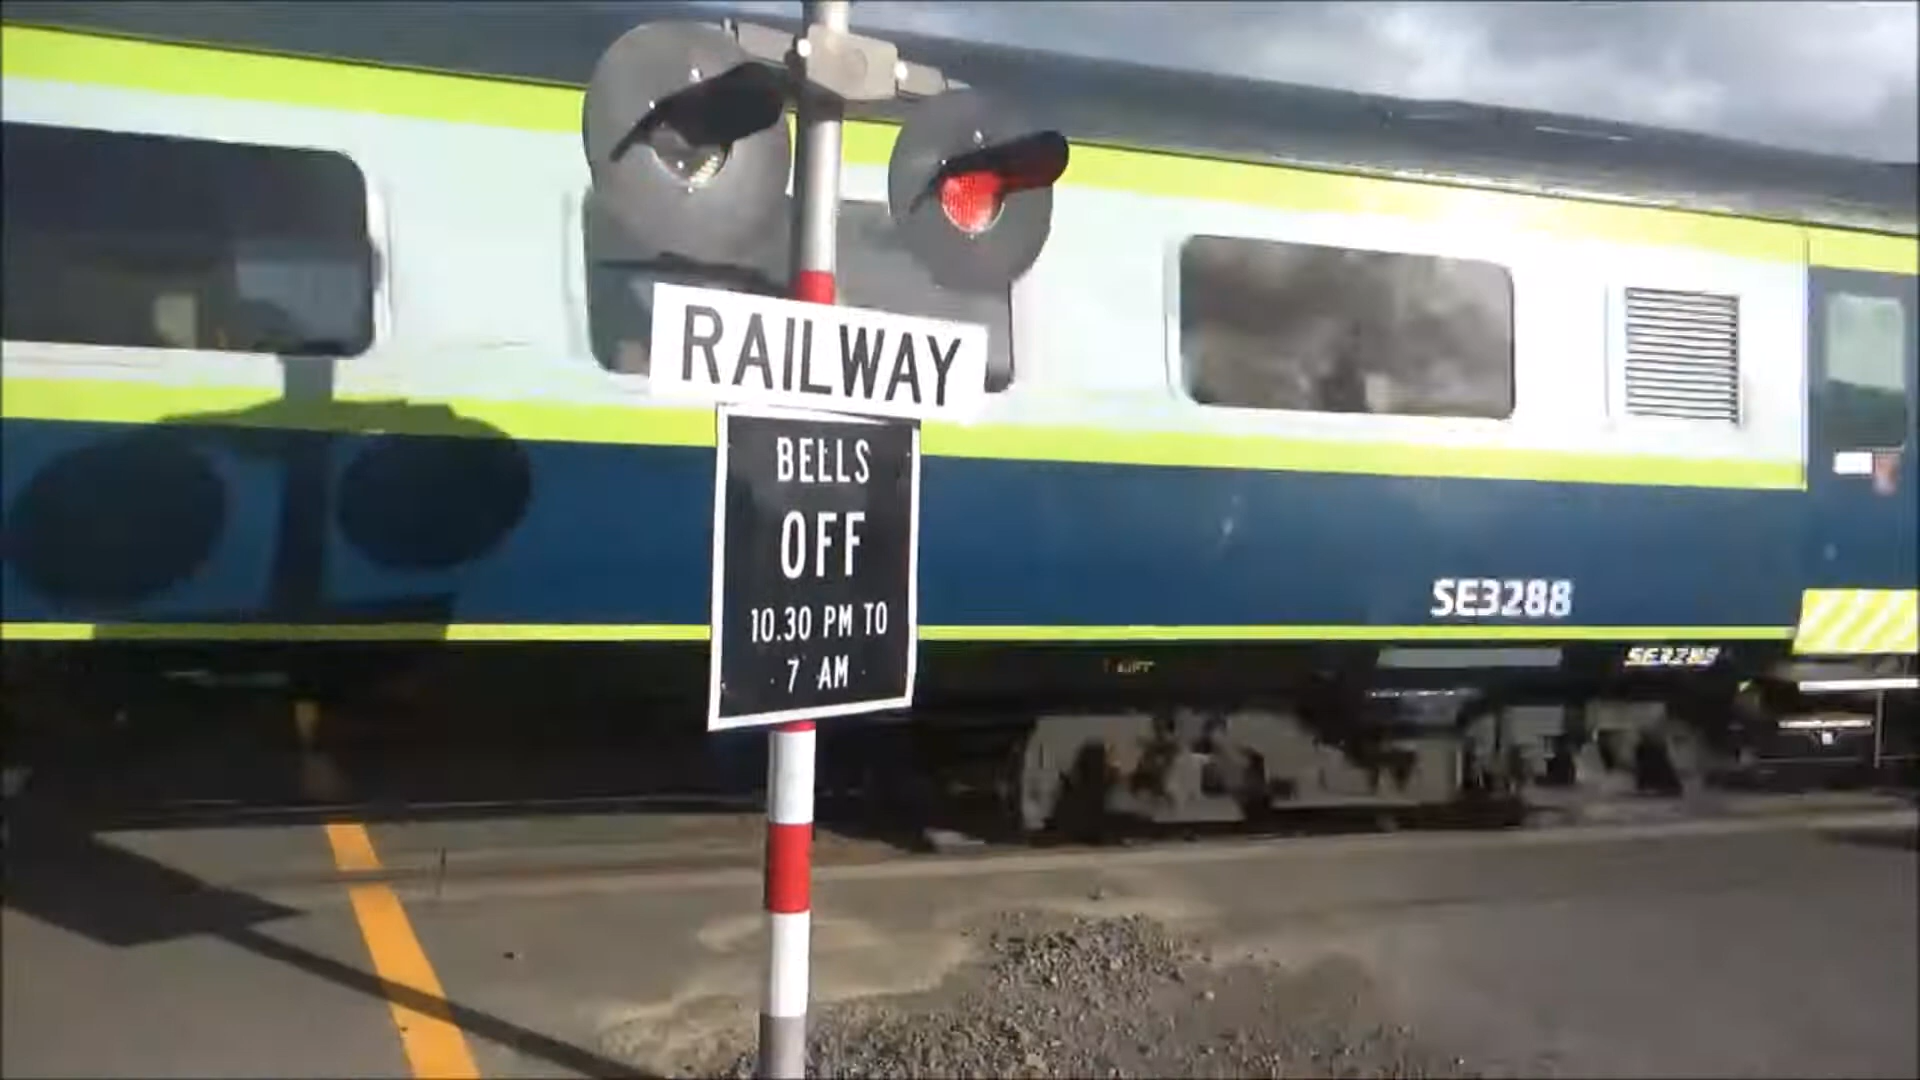 RAILWAY
BELLS
OFF
10.30 PM TO
7 AM
SE3288
SE3288